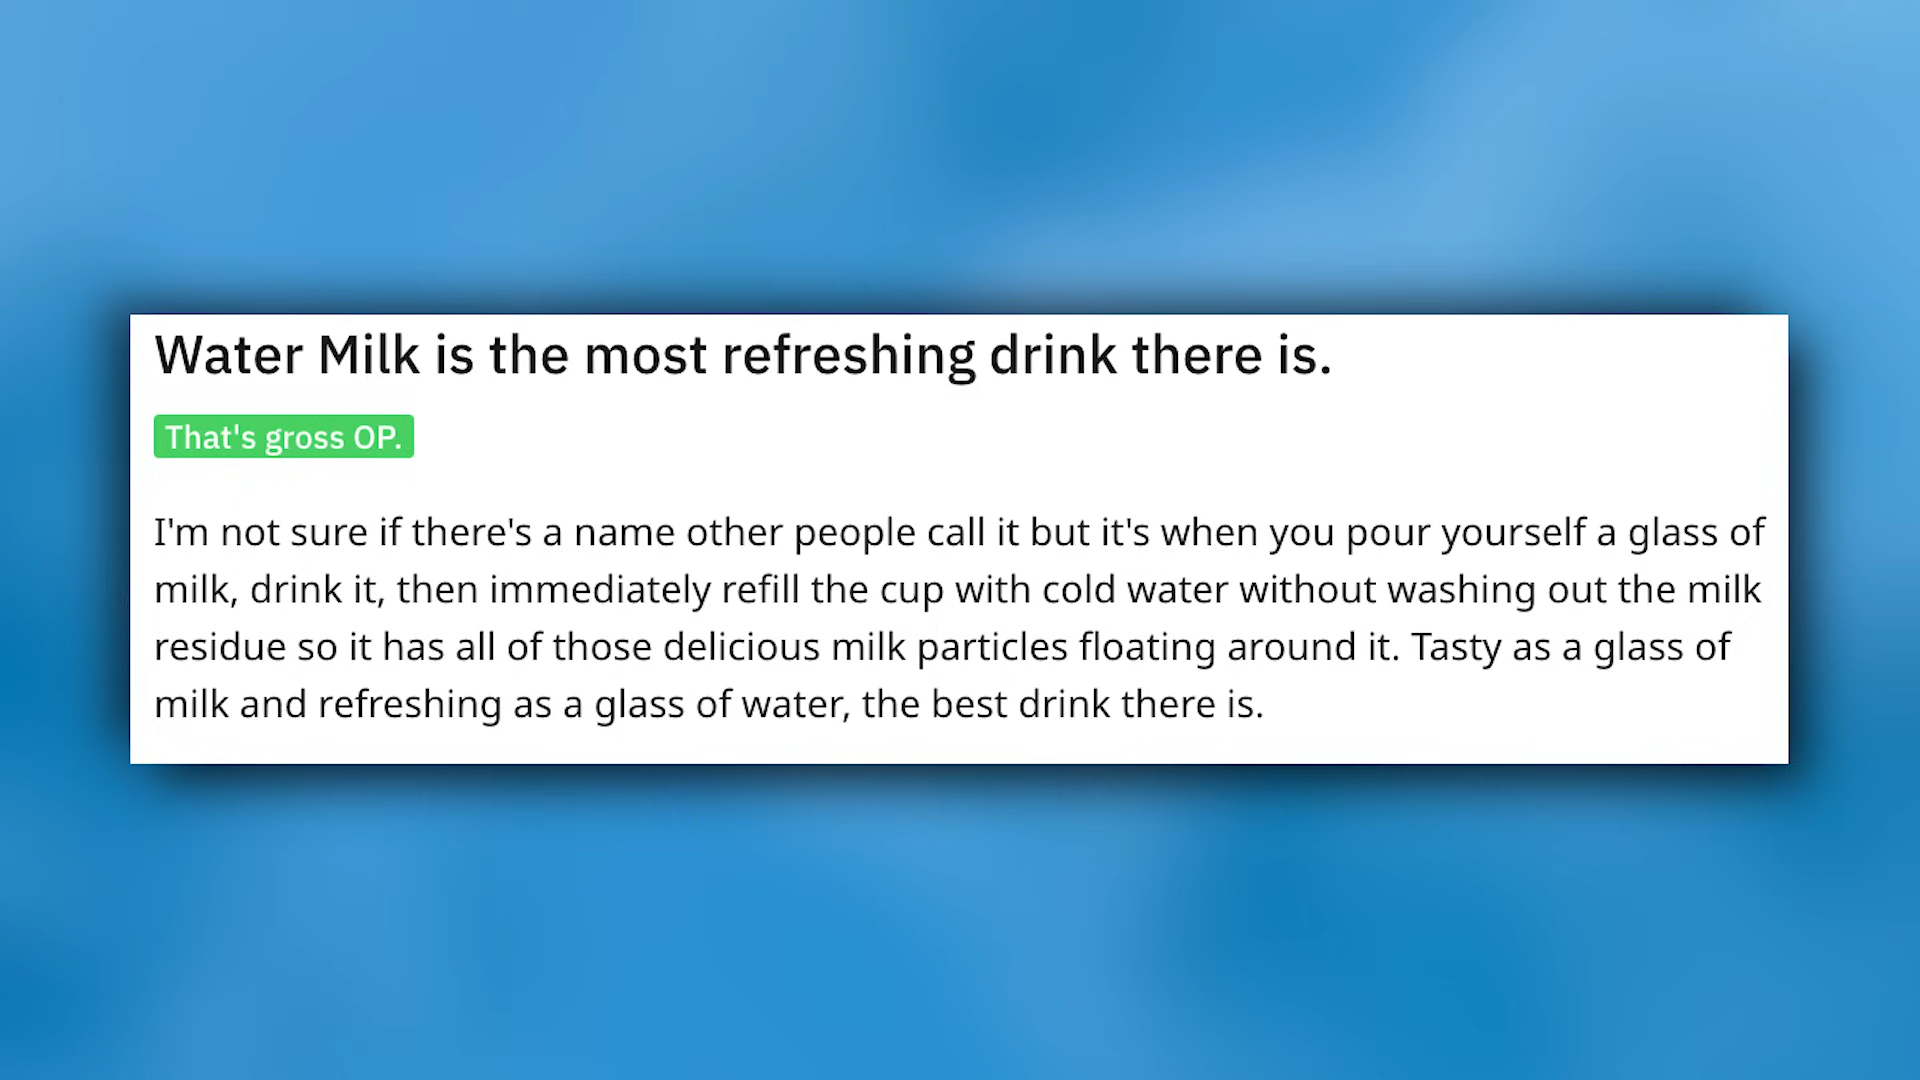 Water Milk is the most refreshing drink there is.
That's gross OP.
I'm not sure if there's a name other people call it but it's when you pour yourself a glass of
milk, drink it, then immediately refill the cup with cold water without washing out the milk
residue so it has all of those delicious milk particles floating around it. Tasty as a glass of
milk and refreshing as a glass of water, the best drink there is.